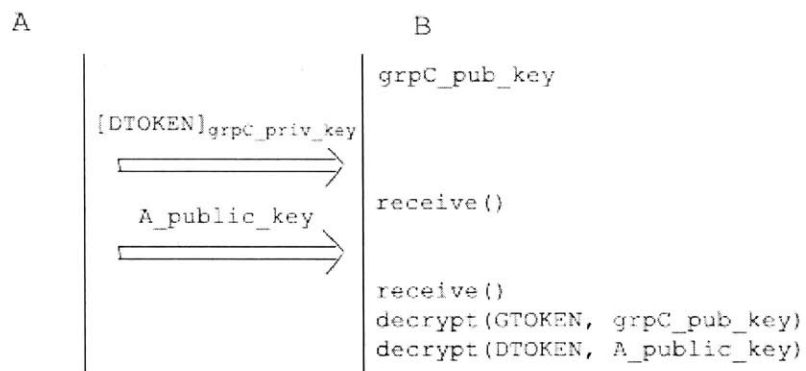 A
B
grpC_pub_key
[DTOKEN]grpC_priv_key
receive()
A_public_key
receive()
decrypt(GTOKEN, grpC_pub_key)
decrypt(DTOKEN, A_public_key)